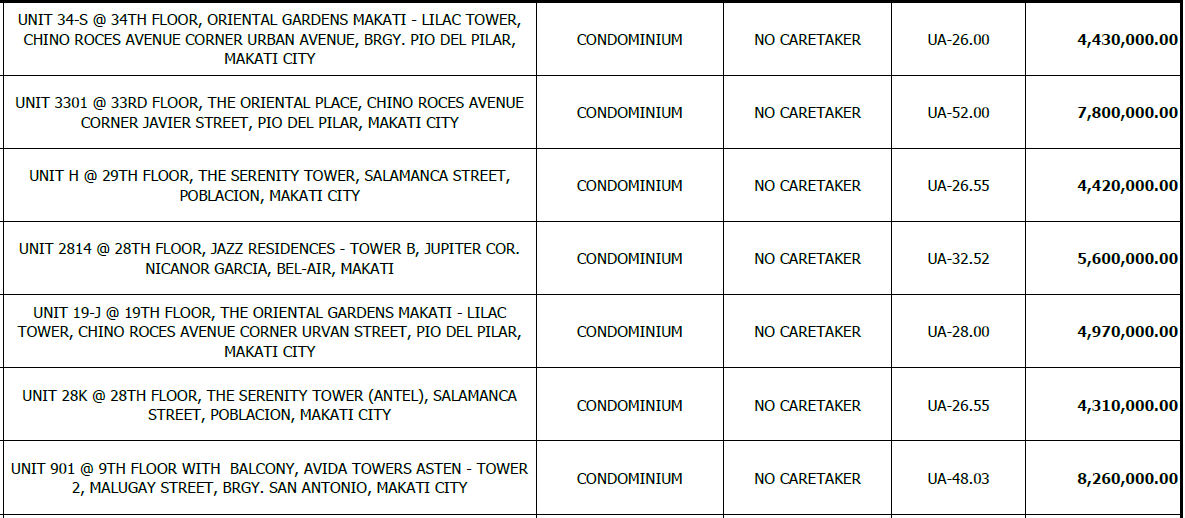 UNIT 34-S @ 34TH FLOOR, ORIENTAL GARDENS MAKATI - LILAC TOWER,
CHINO ROCES AVENUE CORNER URBAN AVENUE, BRGY. PIO DEL PILAR,
MAKATI CITY
CONDOMINIUM
NO CARETAKER
UA-26.00
4,430,000.00
UNIT 3301 @ 33RD FLOOR, THE ORIENTAL PLACE, CHINO ROCES AVENUE
CORNER JAVIER STREET, PIO DEL PILAR, MAKATI CITY
CONDOMINIUM
NO CARETAKER
UA-52.00
7,800,000.00
UNIT H @ 29TH FLOOR, THE SERENITY TOWER, SALAMANCA STREET,
POBLACION, MAKATI CITY
CONDOMINIUM
NO CARETAKER
UA-26.55
4,420,000.00
UNIT 2814 @ 28TH FLOOR, JAZZ RESIDENCES - TOWER B, JUPITER COR.
NICANOR GARCIA, BEL-AIR, MAKATI
CONDOMINIUM
NO CARETAKER
UA-32.52
5,600,000.00
UNIT 19-J @ 19TH FLOOR, THE ORIENTAL GARDENS MAKATI - LILAC
TOWER, CHINO ROCES AVENUE CORNER URVAN STREET, PIO DEL PILAR,
MAKATI CITY
CONDOMINIUM
NO CARETAKER
UA-28.00
4,970,000.00
UNIT 28K @ 28TH FLOOR, THE SERENITY TOWER (ANTEL), SALAMANCA
STREET, POBLACION, MAKATI CITY
CONDOMINIUM
NO CARETAKER
UA-26.55
4,310,000.00
UNIT 901 @ 9TH FLOOR WITH  BALCONY, AVIDA TOWERS ASTEN - TOWER
2, MALUGAY STREET, BRGY. SAN ANTONIO, MAKATI CITY
CONDOMINIUM
NO CARETAKER
UA-48.03
8,260,000.00